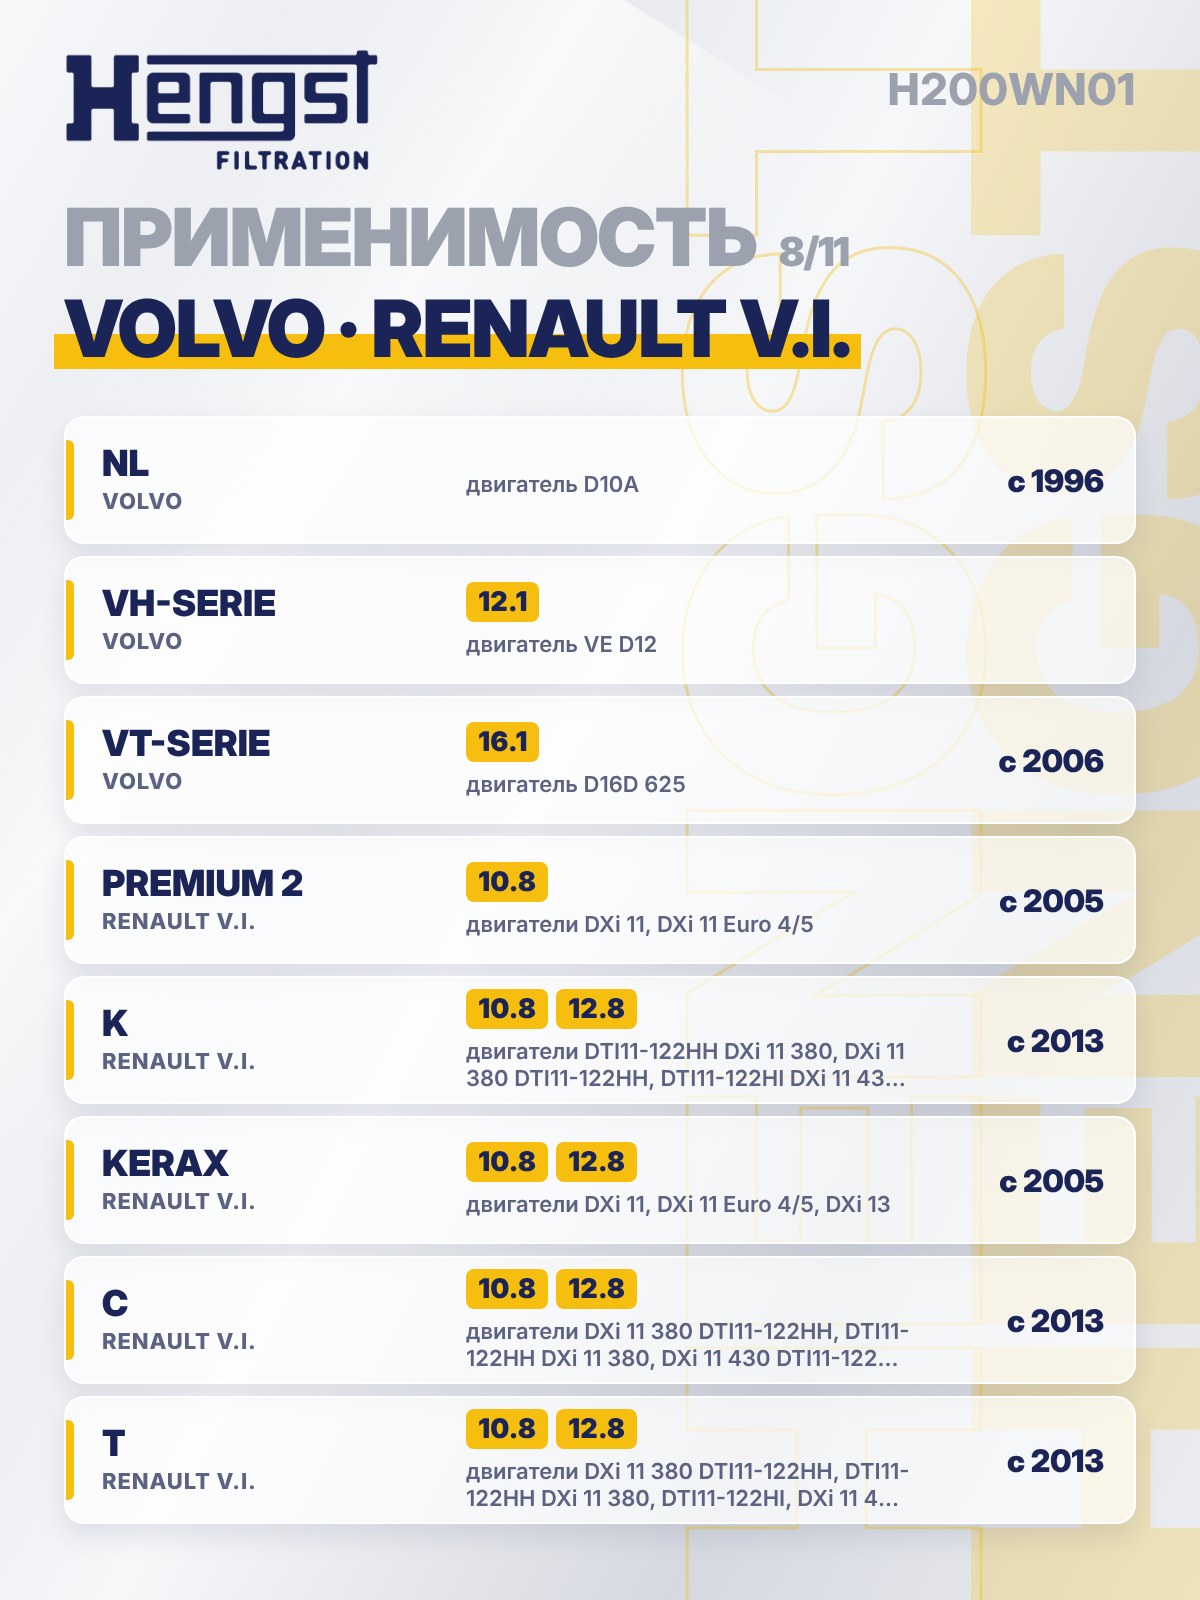 Hengst
FILTRATION
H200WN01
ПРИМЕНИМОСТЬ 8/11
VOLVO · RENAULT V.I.
NL
VOLVO
двигатель D10A
с 1996
VH-SERIE
VOLVO
12.1
двигатель VE D12
VT-SERIE
VOLVO
16.1
двигатель D16D 625
с 2006
PREMIUM 2
RENAULT V.I.
10.8
двигатели DXi 11, DXi 11 Euro 4/5
с 2005
K
RENAULT V.I.
10.8 12.8
двигатели DTI11-122HH DXi 11 380, DXi 11
380 DTI11-122HH, DTI11-122HI DXi 11 43...
с 2013
KERAX
RENAULT V.I.
10.8 12.8
двигатели DXi 11, DXi 11 Euro 4/5, DXi 13
с 2005
C
RENAULT V.I.
10.8 12.8
двигатели DXi 11 380 DTI11-122HH, DTI11-
122HH DXi 11 380, DXi 11 430 DTI11-122...
с 2013
T
RENAULT V.I.
10.8 12.8
двигатели DXi 11 380 DTI11-122HH, DTI11-
122HH DXi 11 380, DTI11-122HI, DXi 11 4...
с 2013
HENGST
HENGST